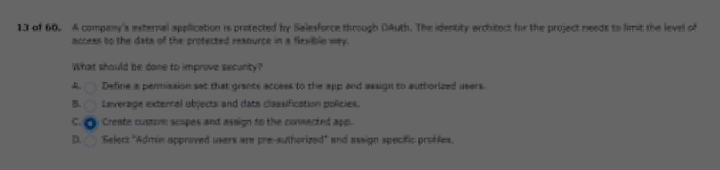 13 of 60. A company's external application is protected by Salesforce through OAuth. The identity architect for the project needs to limit the level of
access to the data of the protected resource in a flexible way.
What should be done to improve security?
A. Define a permission set that grants access to the app and assign to authorized users.
B. Leverage external objects and data classification policies.
C. Create custom scopes and assign to the connected app.
D. Select "Admin approved users are pre-authorized" and assign specific profiles.